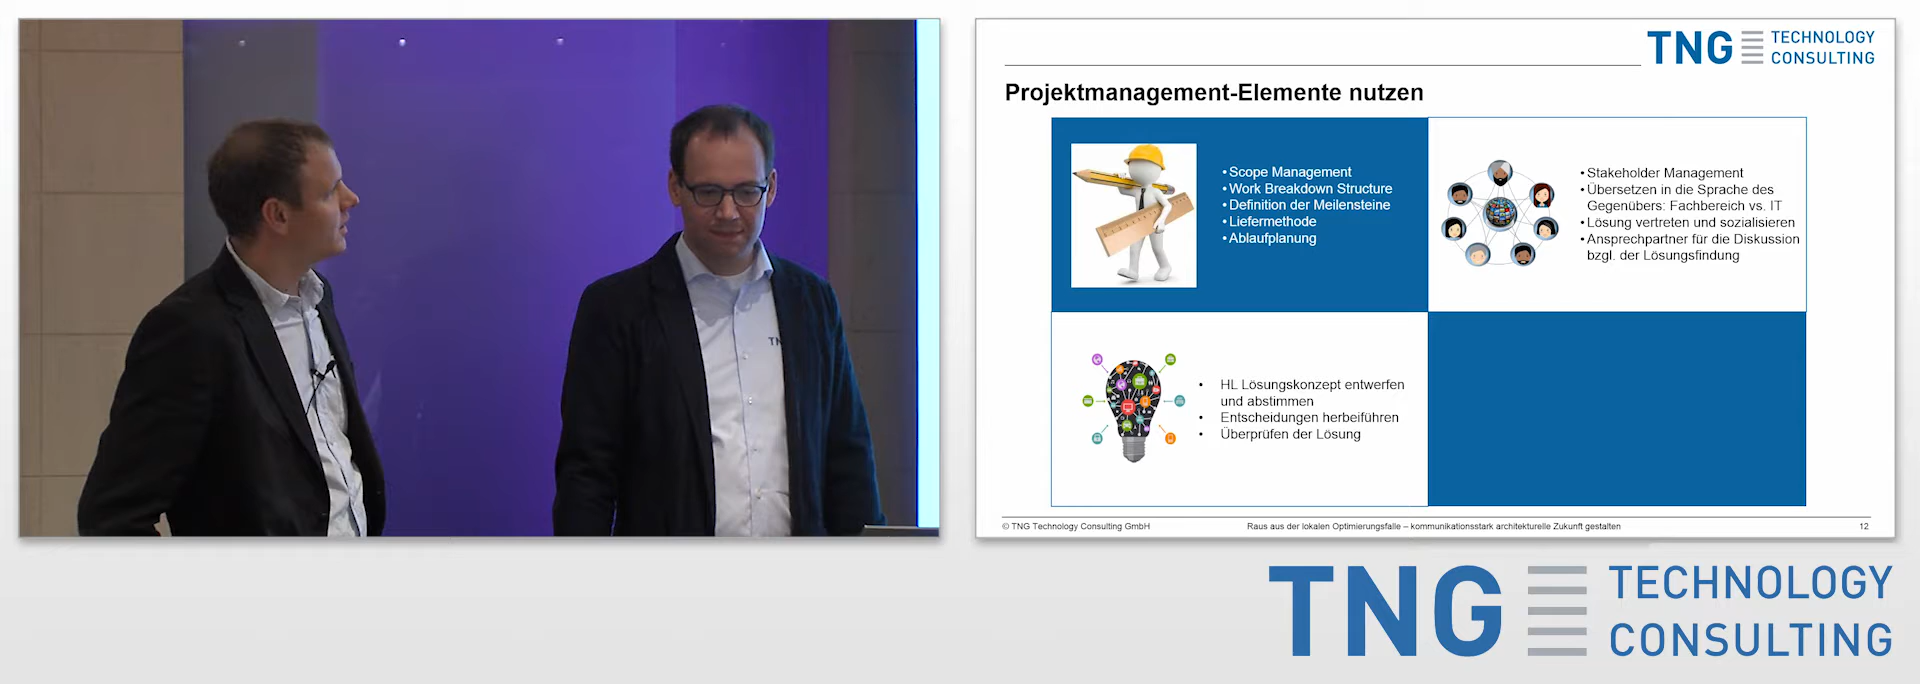 TNG TECHNOLOGY
CONSULTING
Projektmanagement-Elemente nutzen
• Scope Management
• Work Breakdown Structure
• Definition der Meilensteine
• Liefermethode
• Ablaufplanung
• Stakeholder Management
• Übersetzen in die Sprache des
Gegenübers: Fachbereich vs. IT
• Lösung vertreten und sozialisieren
• Ansprechpartner für die Diskussion
bzgl. der Lösungsfindung
• HL Lösungskonzept entwerfen
und abstimmen
• Entscheidungen herbeiführen
• Überprüfen der Lösung
© TNG Technology Consulting GmbH
Raus aus der lokalen Optimierungsfalle – kommunikationsstark architekturelle Zukunft gestalten
12
TNG TECHNOLOGY
CONSULTING